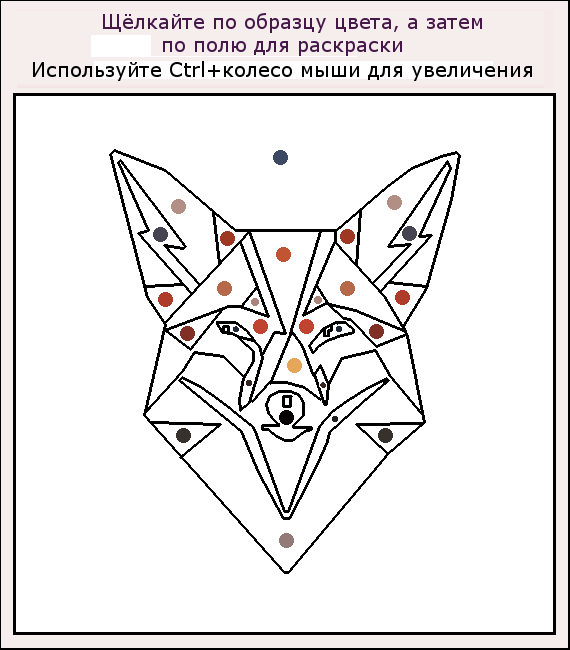 Щёлкайте по образцу цвета, а затем
по полю для раскраски
Используйте Ctrl+колесо мыши для увеличения